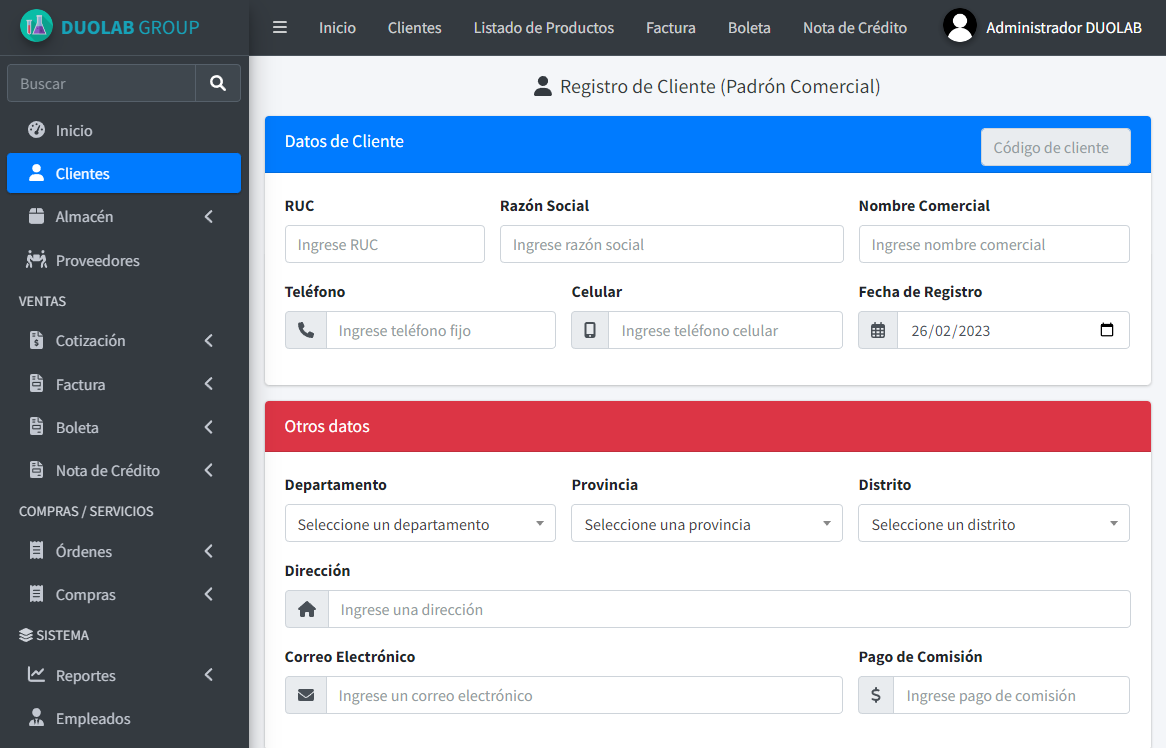 DUOLAB GROUP
Inicio Clientes Listado de Productos Factura Boleta Nota de Crédito Administrador DUOLAB
Buscar
Inicio
Clientes
Almacén
Proveedores
VENTAS
Cotización
Factura
Boleta
Nota de Crédito
COMPRAS / SERVICIOS
Órdenes
Compras
SISTEMA
Reportes
Empleados
Registro de Cliente (Padrón Comercial)
Datos de Cliente Código de cliente
RUC Razón Social Nombre Comercial
Ingrese RUC Ingrese razón social Ingrese nombre comercial
Teléfono Celular Fecha de Registro
Ingrese teléfono fijo Ingrese teléfono celular 26/02/2023
Otros datos
Departamento Provincia Distrito
Seleccione un departamento Seleccione una provincia Seleccione un distrito
Dirección
Ingrese una dirección
Correo Electrónico Pago de Comisión
Ingrese un correo electrónico $ Ingrese pago de comisión